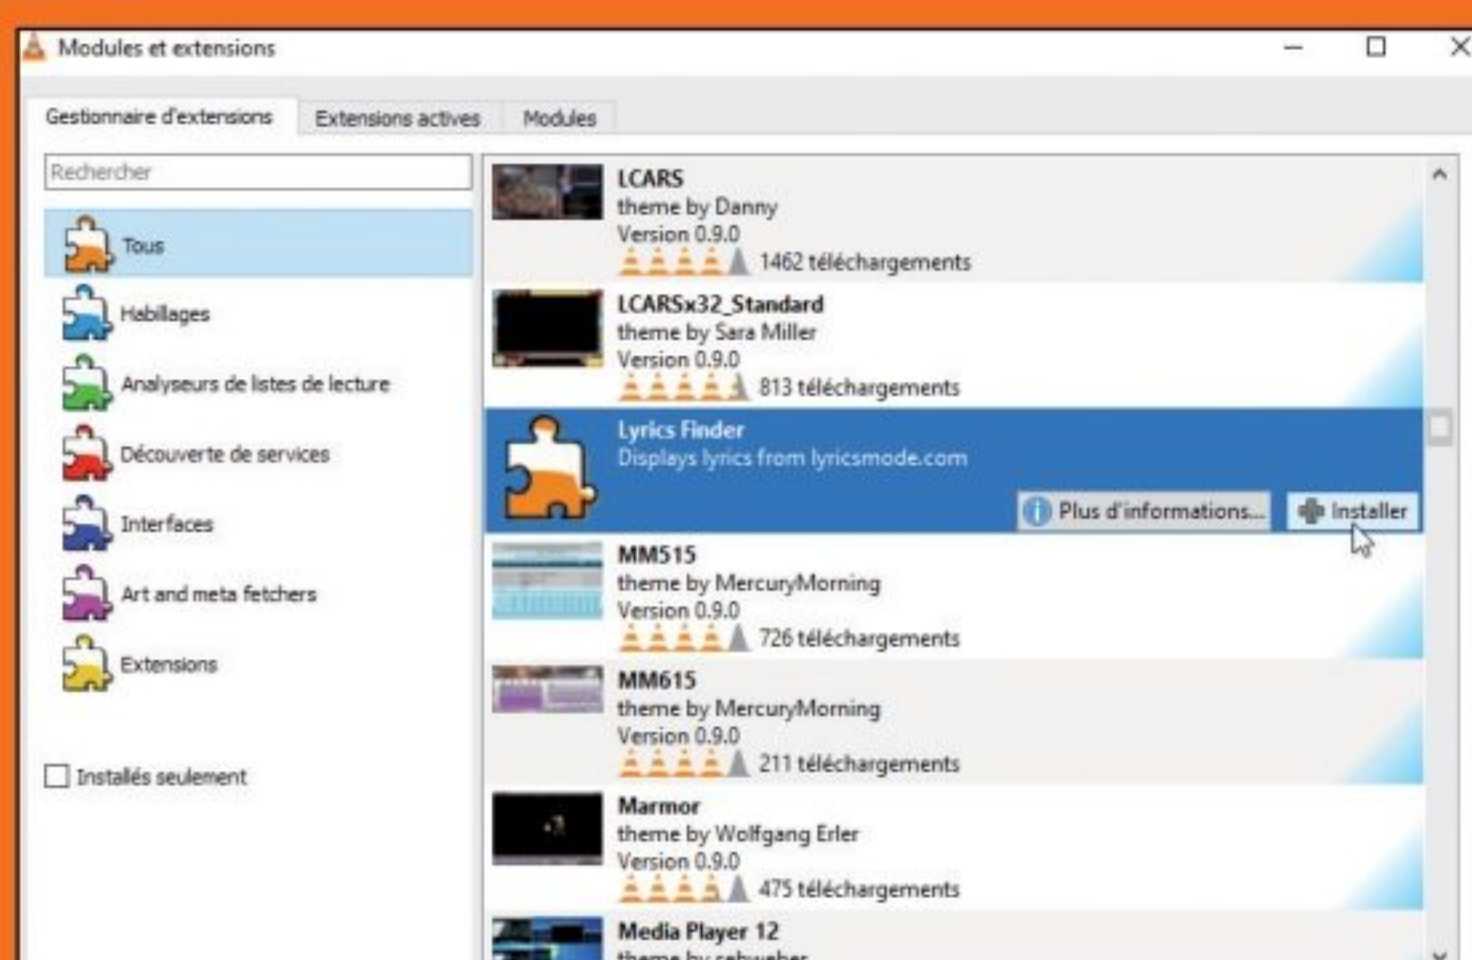 Modules et extensions
Gestionnaire d'extensions
Extensions actives
Modules
Rechercher
Tous
Habillages
Analyseurs de listes de lecture
Découverte de services
Interfaces
Art and meta fetchers
Extensions
Installés seulement
LCARS
theme by Danny
Version 0.9.0
1462 téléchargements
LCARSx32_Standard
theme by Sara Miller
Version 0.9.0
813 téléchargements
Lyrics Finder
Displays lyrics from lyricsmode.com
Plus d'informations...
Installer
MM515
theme by MercuryMorning
Version 0.9.0
726 téléchargements
MM615
theme by MercuryMorning
Version 0.9.0
211 téléchargements
Marmor
theme by Wolfgang Erler
Version 0.9.0
475 téléchargements
Media Player 12
theme by